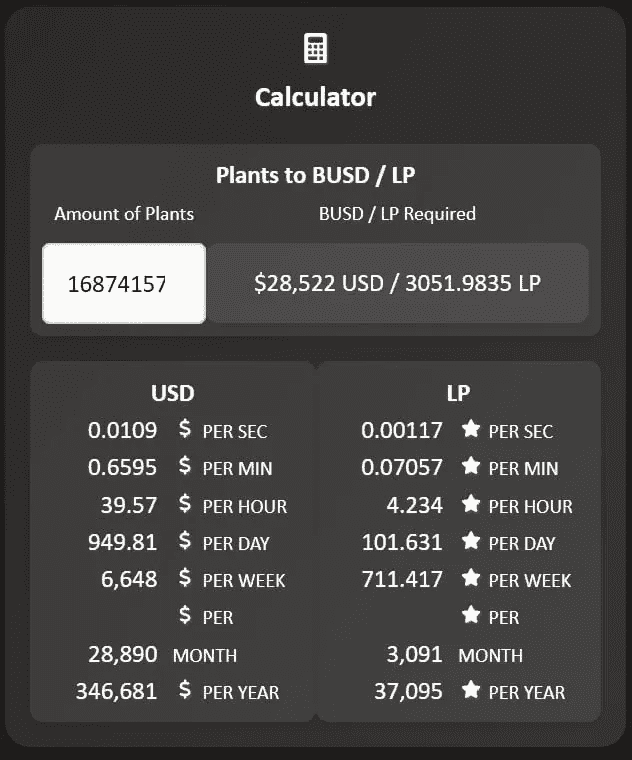 Calculator
Plants to BUSD / LP
Amount of Plants BUSD / LP Required
16874157 $28,522 USD / 3051.9835 LP
USD LP
0.0109 $ PER SEC 0.00117 ★ PER SEC
0.6595 $ PER MIN 0.07057 ★ PER MIN
39.57 $ PER HOUR 4.234 ★ PER HOUR
949.81 $ PER DAY 101.631 ★ PER DAY
6,648 $ PER WEEK 711.417 ★ PER WEEK
$ PER ★ PER
28,890 MONTH 3,091 MONTH
346,681 $ PER YEAR 37,095 ★ PER YEAR